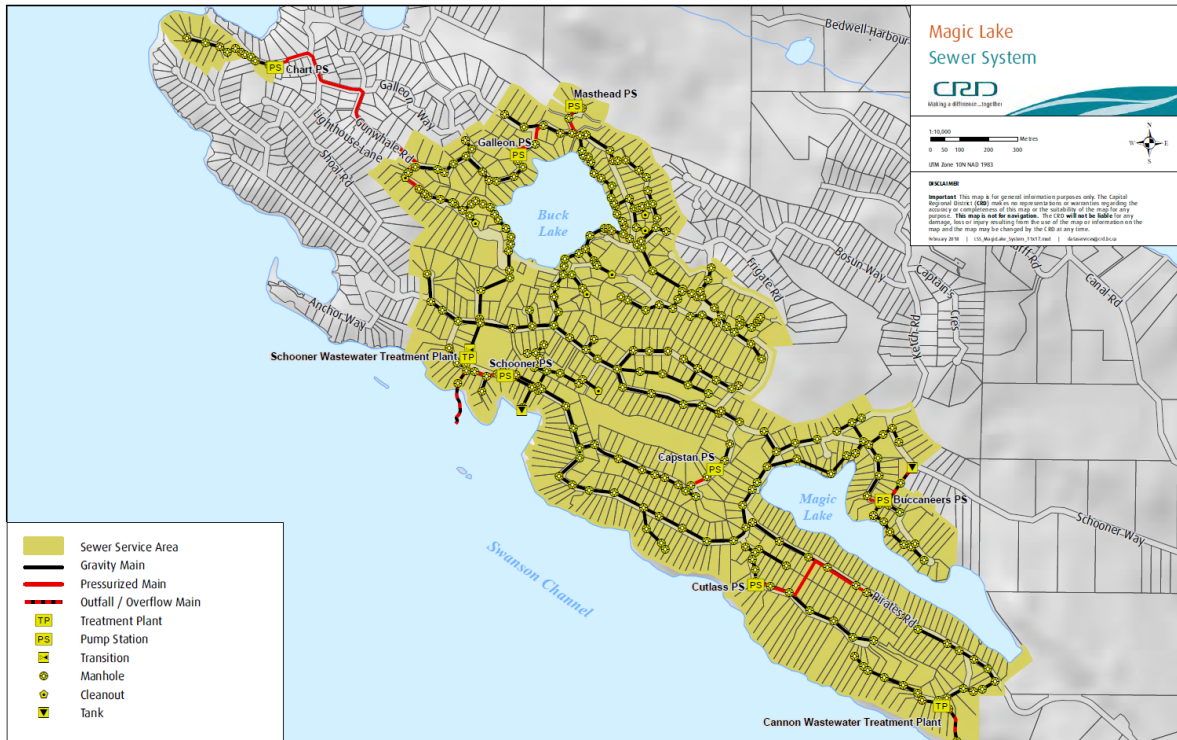 Magic Lake
Sewer System
CRD
Making a difference...together
1:10,000
Metres
0 50 100 200 300
N
W E
S
UTM Zone: 10N NAD 1983
DISCLAIMER
Important This map is for general information purposes only. The Capital
Regional District (CRD) makes no representations or warranties regarding the
accuracy or completeness of this map or the suitability of the map for any
purpose. This map is not for navigation. The CRD will not be liable for any
damage, loss or injury resulting from the use of the map or information on the
map and the map may be changed by the CRD at any time.
Bedwell Harbour
Chart PS
PS
Galleon Way
Gunwhale Rd
Lighthouse Lane
Shoal Rd
Masthead PS
PS
Galleon PS
PS
Buck
Lake
Frigate Rd
Bosun Way
Captain's
Cres
Ketch Rd
Canal Rd
Anchor Way
Schooner Wastewater Treatment Plant
TP
Schooner PS
PS
Capstan PS
PS
Magic
Lake
PS
Buccaneers PS
Schooner Way
Swanson Channel
Cutlass PS
PS
Pirates Rd
TP
Cannon Wastewater Treatment Plant
Sewer Service Area
Gravity Main
Pressurized Main
Outfall / Overflow Main
TP
Treatment Plant
PS
Pump Station
Transition
Manhole
Cleanout
Tank